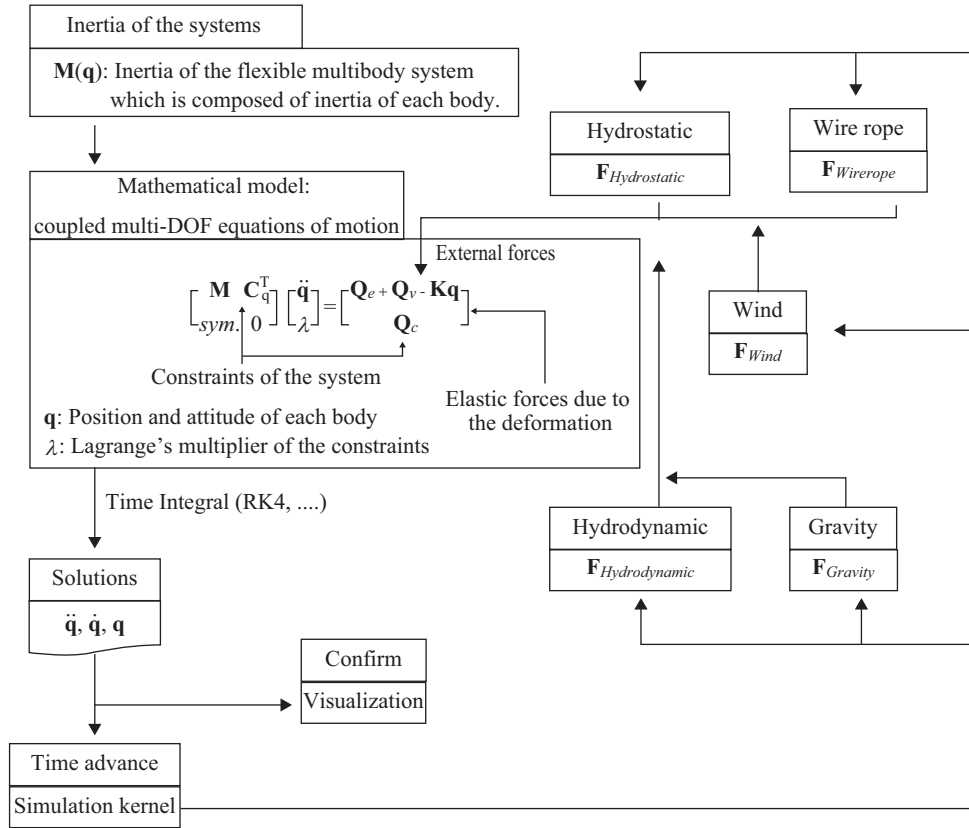 Inertia of the systems
M(q): Inertia of the flexible multibody system
which is composed of inertia of each body.
Mathematical model:
coupled multi-DOF equations of motion
External forces
[M C_q^T; sym. 0] [q̈; λ] = [Q_e + Q_v - Kq; Q_c]
Constraints of the system
Elastic forces due to
the deformation
q: Position and attitude of each body
λ: Lagrange’s multiplier of the constraints
Time Integral (RK4, ....)
Solutions
q̈, q̇, q
Confirm
Visualization
Time advance
Simulation kernel
Hydrostatic
F_Hydrostatic
Wire rope
F_Wirerope
Wind
F_Wind
Hydrodynamic
F_Hydrodynamic
Gravity
F_Gravity